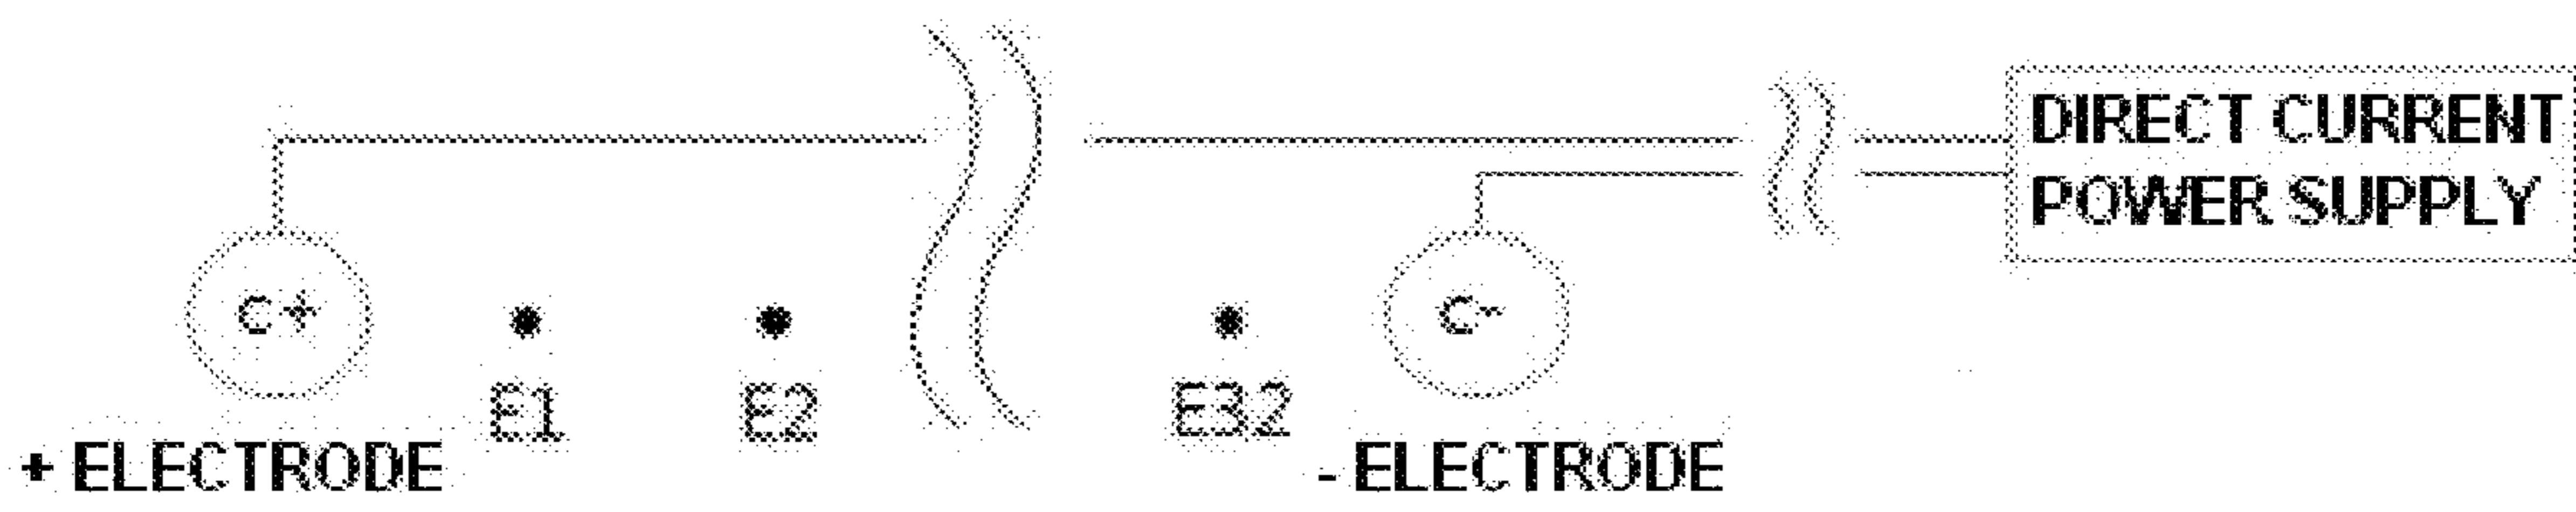 DIRECT CURRENT
POWER SUPPLY
C+
C-
E1
E2
E32
+ ELECTRODE
- ELECTRODE